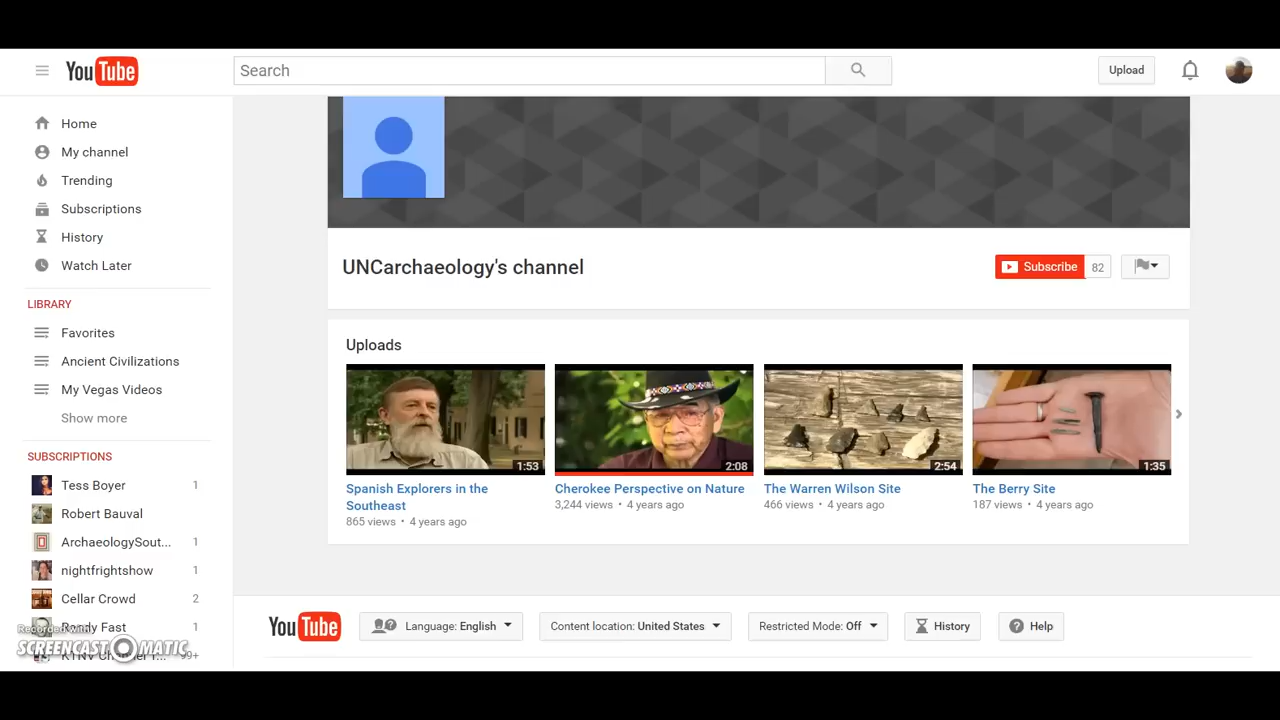 YouTube
Search
Upload
Home
My channel
Trending
Subscriptions
History
Watch Later
LIBRARY
Favorites
Ancient Civilizations
My Vegas Videos
Show more
SUBSCRIPTIONS
Tess Boyer 1
Robert Bauval
ArchaeologySout... 1
nightfrightshow 1
Cellar Crowd 2
Randy Fast 1
99+
Recorded with
SCREENCAST MATIC
UNCarchaeology's channel
Subscribe 82
Uploads
1:53
Spanish Explorers in the
Southeast
865 views • 4 years ago
2:08
Cherokee Perspective on Nature
3,244 views • 4 years ago
2:54
The Warren Wilson Site
466 views • 4 years ago
1:35
The Berry Site
187 views • 4 years ago
YouTube
Language: English
Content location: United States
Restricted Mode: Off
History
Help